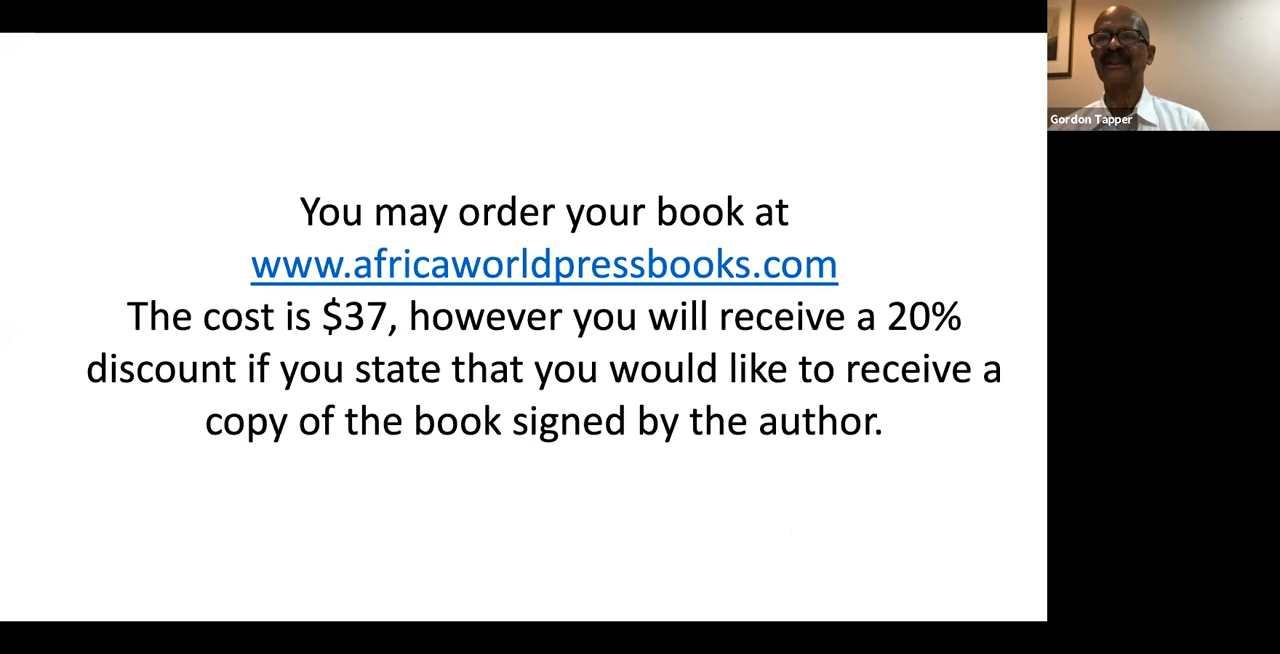 You may order your book at
www.africaworldpressbooks.com
The cost is $37, however you will receive a 20%
discount if you state that you would like to receive a
copy of the book signed by the author.
Gordon Tapper